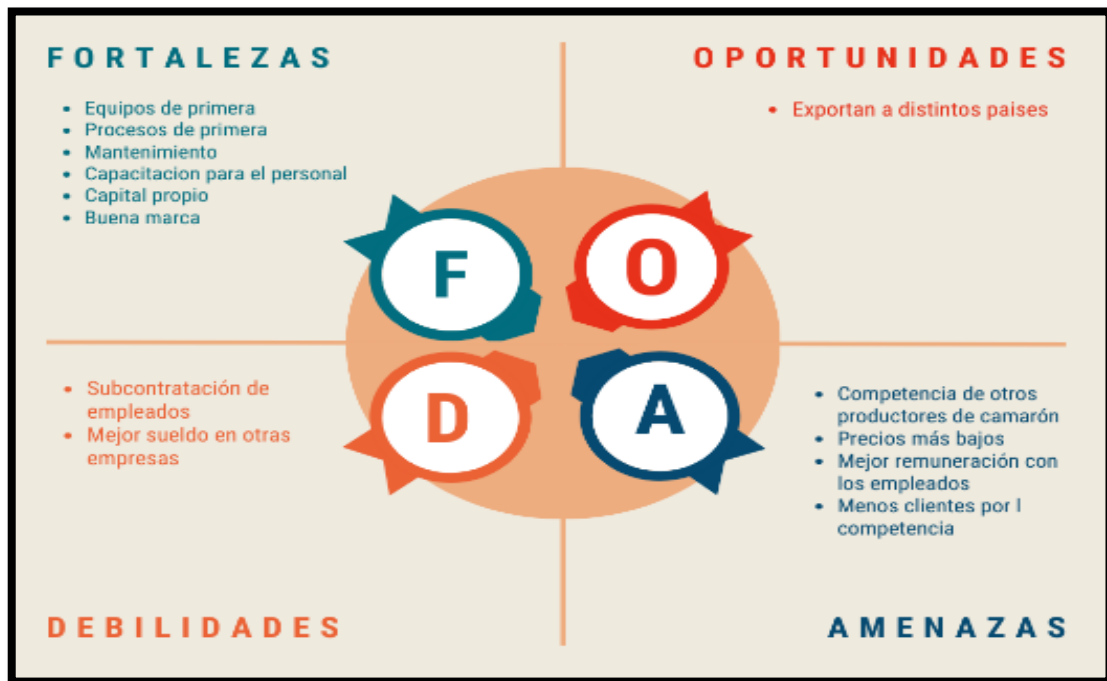 FORTALEZAS
• Equipos de primera
• Procesos de primera
• Mantenimiento
• Capacitacion para el personal
• Capital propio
• Buena marca
OPORTUNIDADES
• Exportan a distintos paises
F
O
D
A
• Subcontratación de
empleados
• Mejor sueldo en otras
empresas
DEBILIDADES
• Competencia de otros
productores de camarón
• Precios más bajos
• Mejor remuneración con
los empleados
• Menos clientes por l
competencia
AMENAZAS